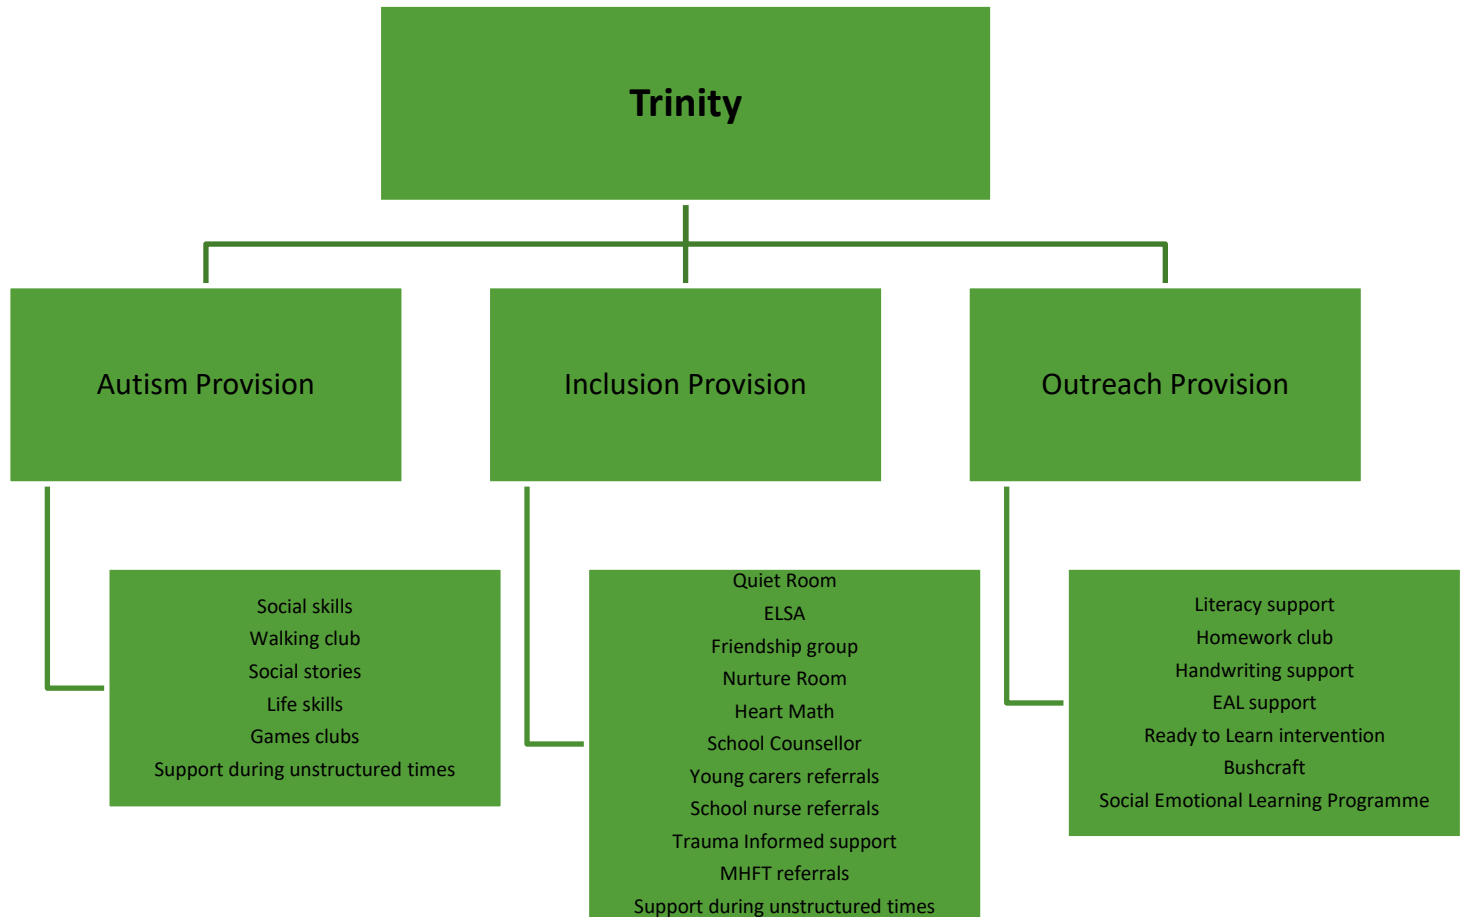 Trinity
Autism Provision
Inclusion Provision
Outreach Provision
Social skills
Walking club
Social stories
Life skills
Games clubs
Support during unstructured times
Quiet Room
ELSA
Friendship group
Nurture Room
Heart Math
School Counsellor
Young carers referrals
School nurse referrals
Trauma Informed support
MHFT referrals
Support during unstructured times
Literacy support
Homework club
Handwriting support
EAL support
Ready to Learn intervention
Bushcraft
Social Emotional Learning Programme